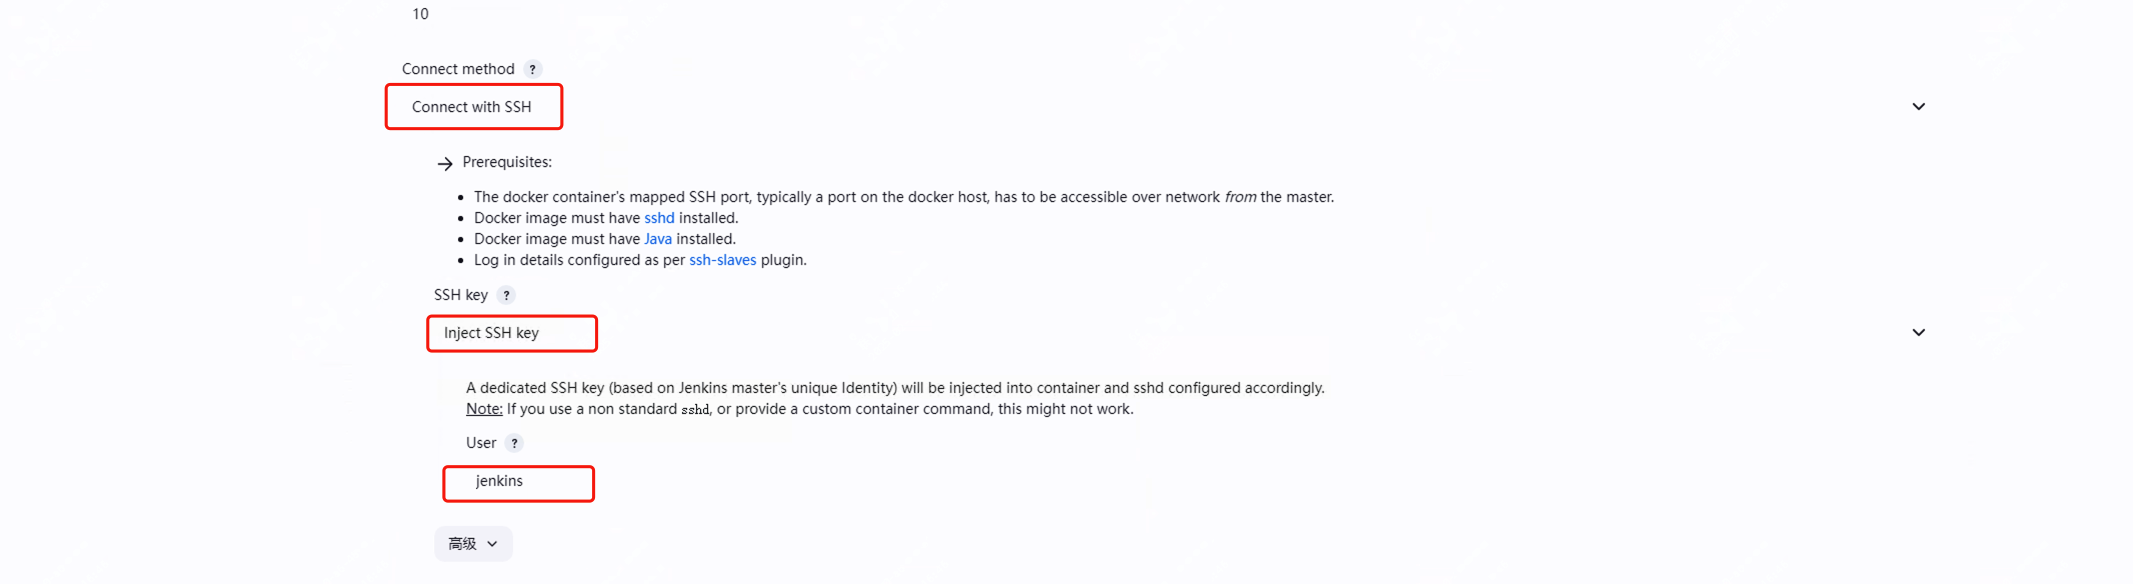 10
Connect method ?
Connect with SSH
Prerequisites:
The docker container's mapped SSH port, typically a port on the docker host, has to be accessible over network from the master.
Docker image must have sshd installed.
Docker image must have Java installed.
Log in details configured as per ssh-slaves plugin.
SSH key ?
Inject SSH key
A dedicated SSH key (based on Jenkins master's unique Identity) will be injected into container and sshd configured accordingly.
Note: If you use a non standard sshd, or provide a custom container command, this might not work.
User ?
jenkins
高级